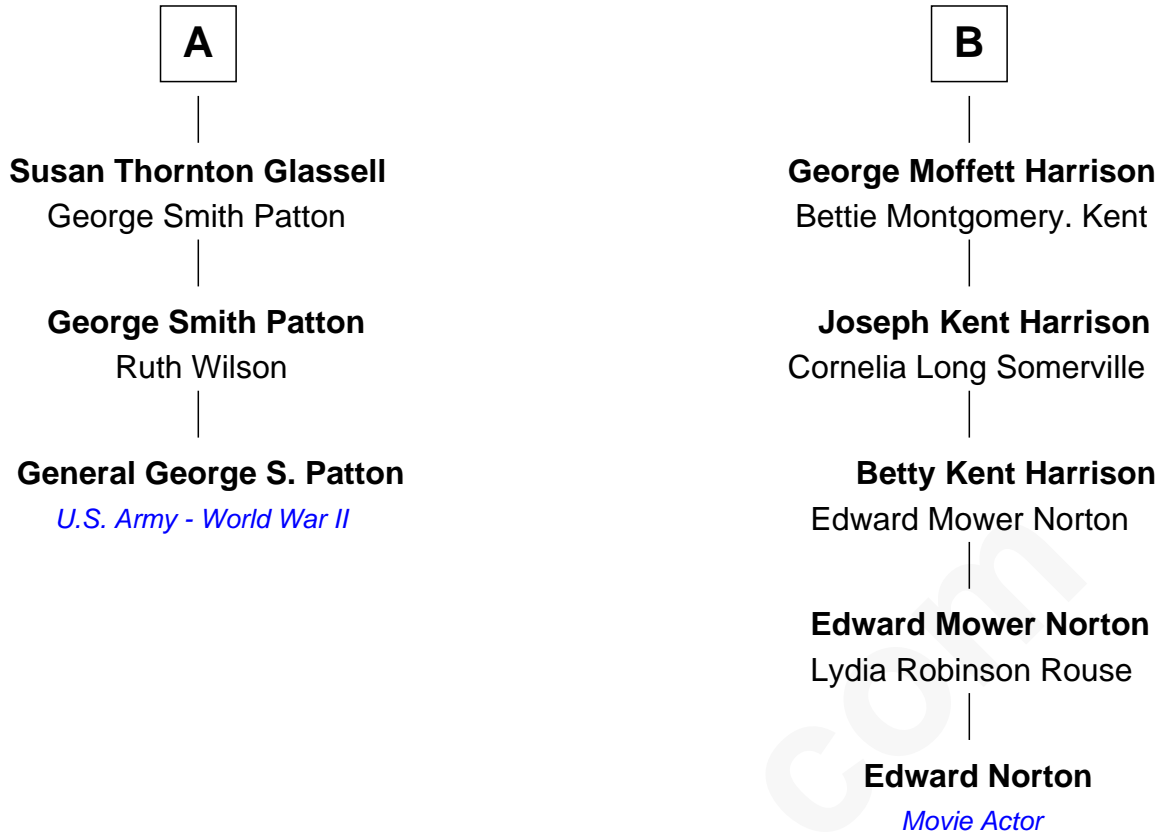 A
Susan Thornton Glassell
George Smith Patton
George Smith Patton
Ruth Wilson
General George S. Patton
U.S. Army - World War II
B
George Moffett Harrison
Bettie Montgomery. Kent
Joseph Kent Harrison
Cornelia Long Somerville
Betty Kent Harrison
Edward Mower Norton
Edward Mower Norton
Lydia Robinson Rouse
Edward Norton
Movie Actor
com